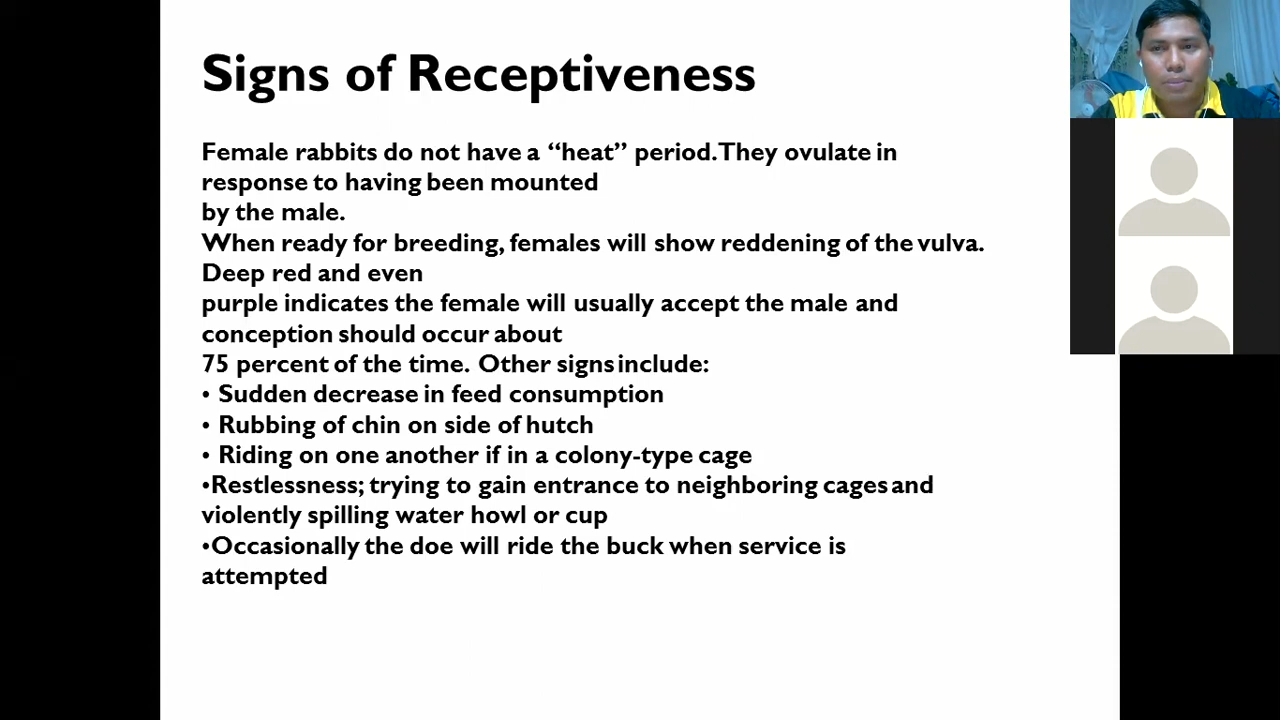 Signs of Receptiveness
Female rabbits do not have a “heat” period.They ovulate in
response to having been mounted
by the male.
When ready for breeding, females will show reddening of the vulva.
Deep red and even
purple indicates the female will usually accept the male and
conception should occur about
75 percent of the time. Other signs include:
• Sudden decrease in feed consumption
• Rubbing of chin on side of hutch
• Riding on one another if in a colony-type cage
•Restlessness; trying to gain entrance to neighboring cages and
violently spilling water howl or cup
•Occasionally the doe will ride the buck when service is
attempted